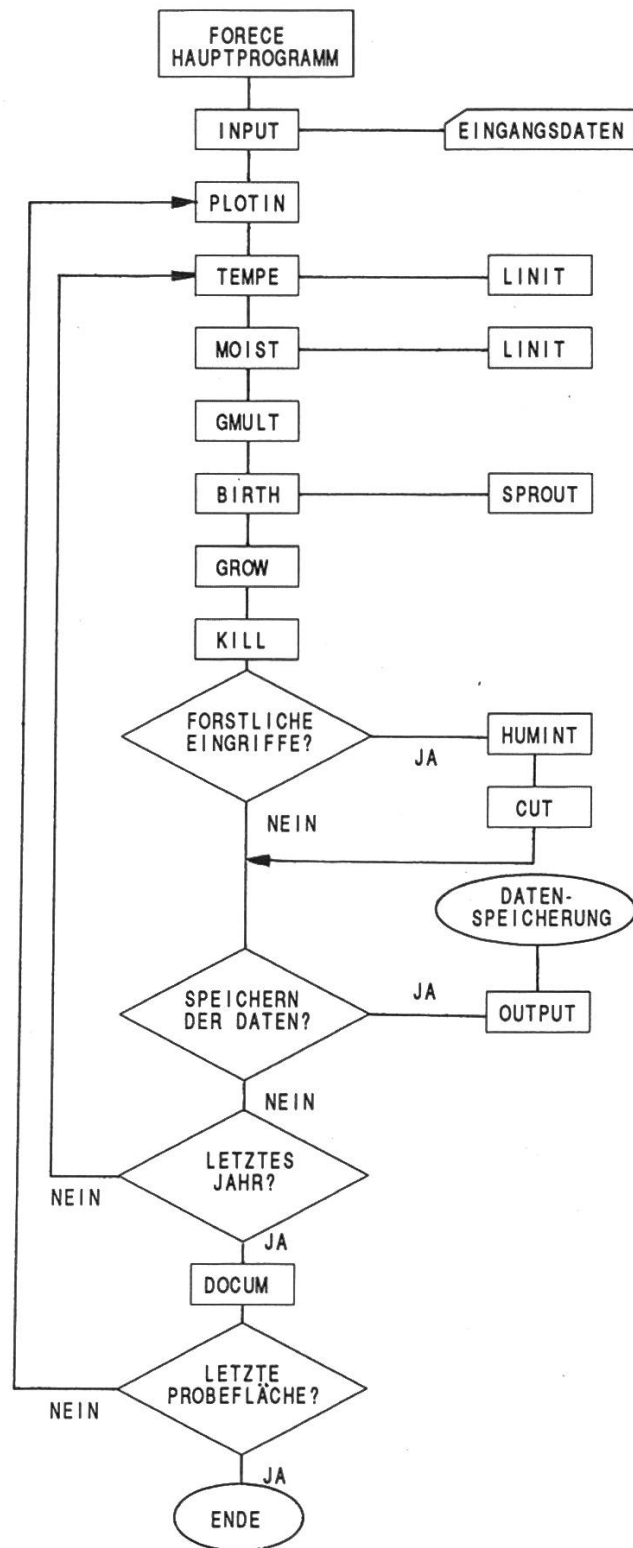 FORECE
HAUPTPROGRAMM
INPUT
EINGANGSDATEN
PLOTIN
TEMPE
LINIT
MOIST
LINIT
GMULT
BIRTH
SPROUT
GROW
KILL
FORSTLICHE
EINGRIFFE?
JA
HUMINT
CUT
NEIN
DATEN-
SPEICHERUNG
SPEICHERN
DER DATEN?
JA
OUTPUT
NEIN
LETZTES
JAHR?
NEIN
JA
DOCUM
LETZTE
PROBEFLÄCHE?
NEIN
JA
ENDE